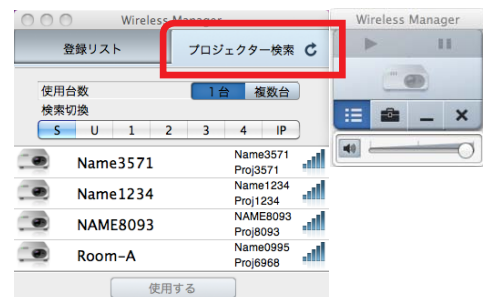 Wireless Manager
登録リスト
プロジェクター検索
使用台数
1台
複数台
検索切換
S U 1 2 3 4 IP
Name3571
Name3571
Proj3571
Name1234
Name1234
Proj1234
NAME8093
NAME8093
Proj8093
Room-A
Name0995
Proj6968
使用する
Wireless Manager